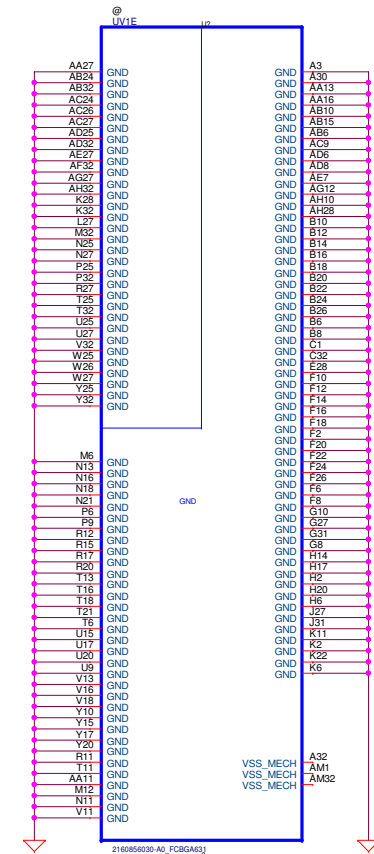 @
UV1E
U?
AA27 GND
AB24 GND
AB32 GND
AC24 GND
AC26 GND
AC27 GND
AD25 GND
AD32 GND
AE27 GND
AF32 GND
AG27 GND
AH32 GND
K28 GND
K32 GND
L27 GND
M32 GND
N25 GND
N27 GND
P25 GND
P32 GND
R27 GND
T25 GND
T32 GND
U25 GND
U27 GND
V32 GND
W25 GND
W26 GND
W27 GND
Y25 GND
Y32 GND
M6 GND
N13 GND
N16 GND
N18 GND
N21 GND
P6 GND
P9 GND
R12 GND
R15 GND
R17 GND
R20 GND
T13 GND
T16 GND
T18 GND
T21 GND
T6 GND
U15 GND
U17 GND
U20 GND
U9 GND
V13 GND
V16 GND
V18 GND
Y10 GND
Y15 GND
Y17 GND
Y20 GND
R11 GND
T11 GND
AA11 GND
M12 GND
N11 GND
V11 GND
GND
GND A3
GND A30
GND AA13
GND AA16
GND AB10
GND AB15
GND AB6
GND AC9
GND AD6
GND AD8
GND AE7
GND AG12
GND AH10
GND AH28
GND B10
GND B12
GND B14
GND B16
GND B18
GND B20
GND B22
GND B24
GND B26
GND B6
GND B8
GND C1
GND C32
GND E28
GND F10
GND F12
GND F14
GND F16
GND F18
GND F2
GND F20
GND F22
GND F24
GND F26
GND F6
GND F8
GND G10
GND G27
GND G31
GND G8
GND H14
GND H17
GND H2
GND H20
GND H6
GND J27
GND J31
GND K11
GND K2
GND K22
GND K6
VSS_MECH A32
VSS_MECH AM1
VSS_MECH AM32
2160856030-A0_FCBGA631